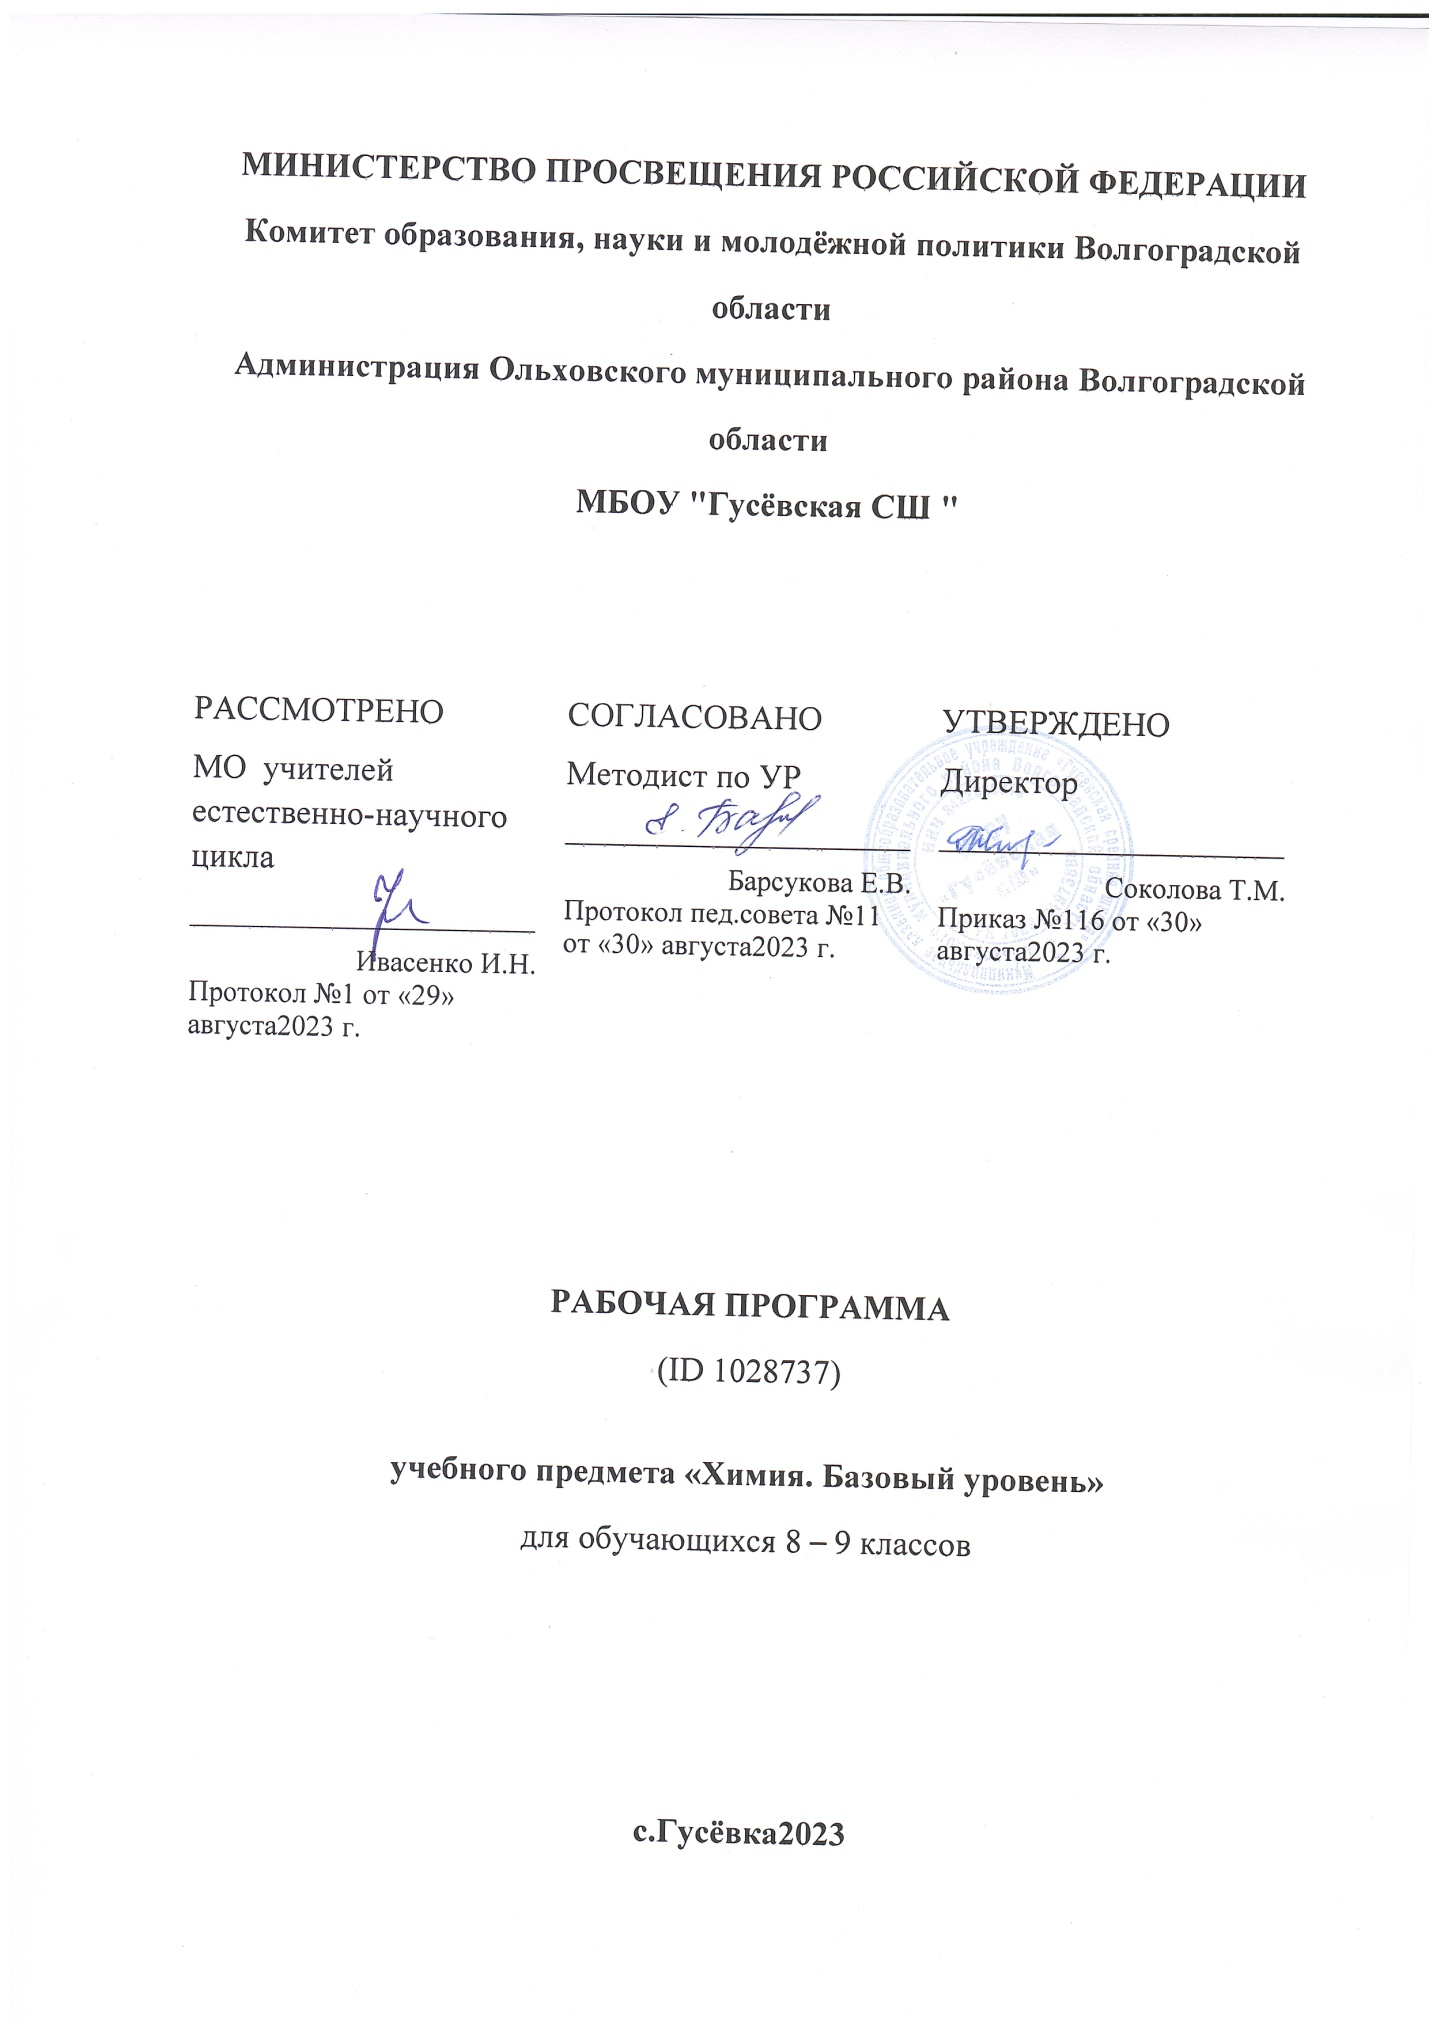 МИНИСТЕРСТВО ПРОСВЕЩЕНИЯ РОССИЙСКОЙ ФЕДЕРАЦИИ
Комитет образования, науки и молодёжной политики Волгоградской
области
Администрация Ольховского муниципального района Волгоградской
области
МБОУ "Гусёвская СШ "
РАССМОТРЕНО
МО учителей
естественно-научного
цикла
Ивасенко И.Н.
Протокол №1 от «29»
августа2023 г.
СОГЛАСОВАНО
Методист по УР
Барсукова Е.В.
Протокол пед.совета №11
от «30» августа2023 г.
УТВЕРЖДЕНО
Директор
Соколова Т.М.
Приказ №116 от «30»
августа2023 г.
РАБОЧАЯ ПРОГРАММА
(ID 1028737)
учебного предмета «Химия. Базовый уровень»
для обучающихся 8 – 9 классов
с.Гусёвка2023